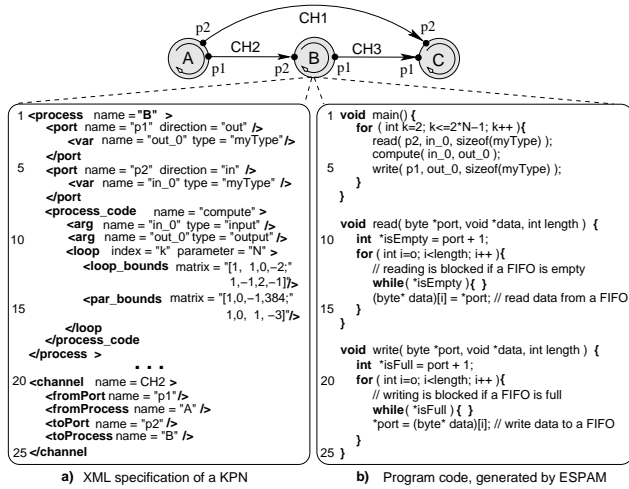 p2
CH1
p2
A
CH2
B
CH3
C
p1
p2
p1
p1
1 <process name = "B" >
<port name = "p1" direction = "out" />
<var name = "out_0" type = "myType"/>
</port
5 <port name = "p2" direction = "in" />
<var name = "in_0" type = "myType" />
</port
<process_code name = "compute" >
<arg name = "in_0" type = "input" />
10 <arg name = "out_0" type = "output" />
<loop index = "k" parameter = "N" >
<loop_bounds matrix = "[1, 1,0,-2;"
1,-1,2,-1]"/>
<par_bounds matrix = "[1,0,-1,384;"
15 1,0, 1, -3]"/>
</loop
</process_code
</process >
. . .
20 <channel name = CH2 >
<fromPort name = "p1" />
<fromProcess name = "A" />
<toPort name = "p2" />
<toProcess name = "B" />
25 </channel
a) XML specification of a KPN
1 void main() {
for ( int k=2; k<=2*N-1; k++ ){
read( p2, in_0, sizeof(myType) );
compute( in_0, out_0 );
5 write( p1, out_0, sizeof(myType) );
}
}
void read( byte *port, void *data, int length ) {
10 int *isEmpty = port + 1;
for ( int i=o; i<length; i++ ){
// reading is blocked if a FIFO is empty
while( *isEmpty ){ }
(byte* data)[i] = *port; // read data from a FIFO
15 }
}
void write( byte *port, void *data, int length ) {
int *isFull = port + 1;
20 for ( int i=o; i<length; i++ ){
// writing is blocked if a FIFO is full
while( *isFull ){ }
*port = (byte* data)[i]; // write data to a FIFO
}
25 }
b) Program code, generated by ESPAM